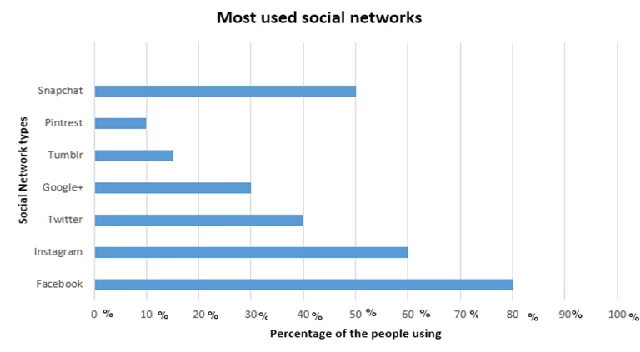 Most used social networks
Social Network types
Snapchat
Pintrest
Tumblr
Google+
Twitter
Instagram
Facebook
0 % 10 % 20 % 30 % 40 % 50 % 60 % 70 % 80 % 90 % 100 %
Percentage of the people using